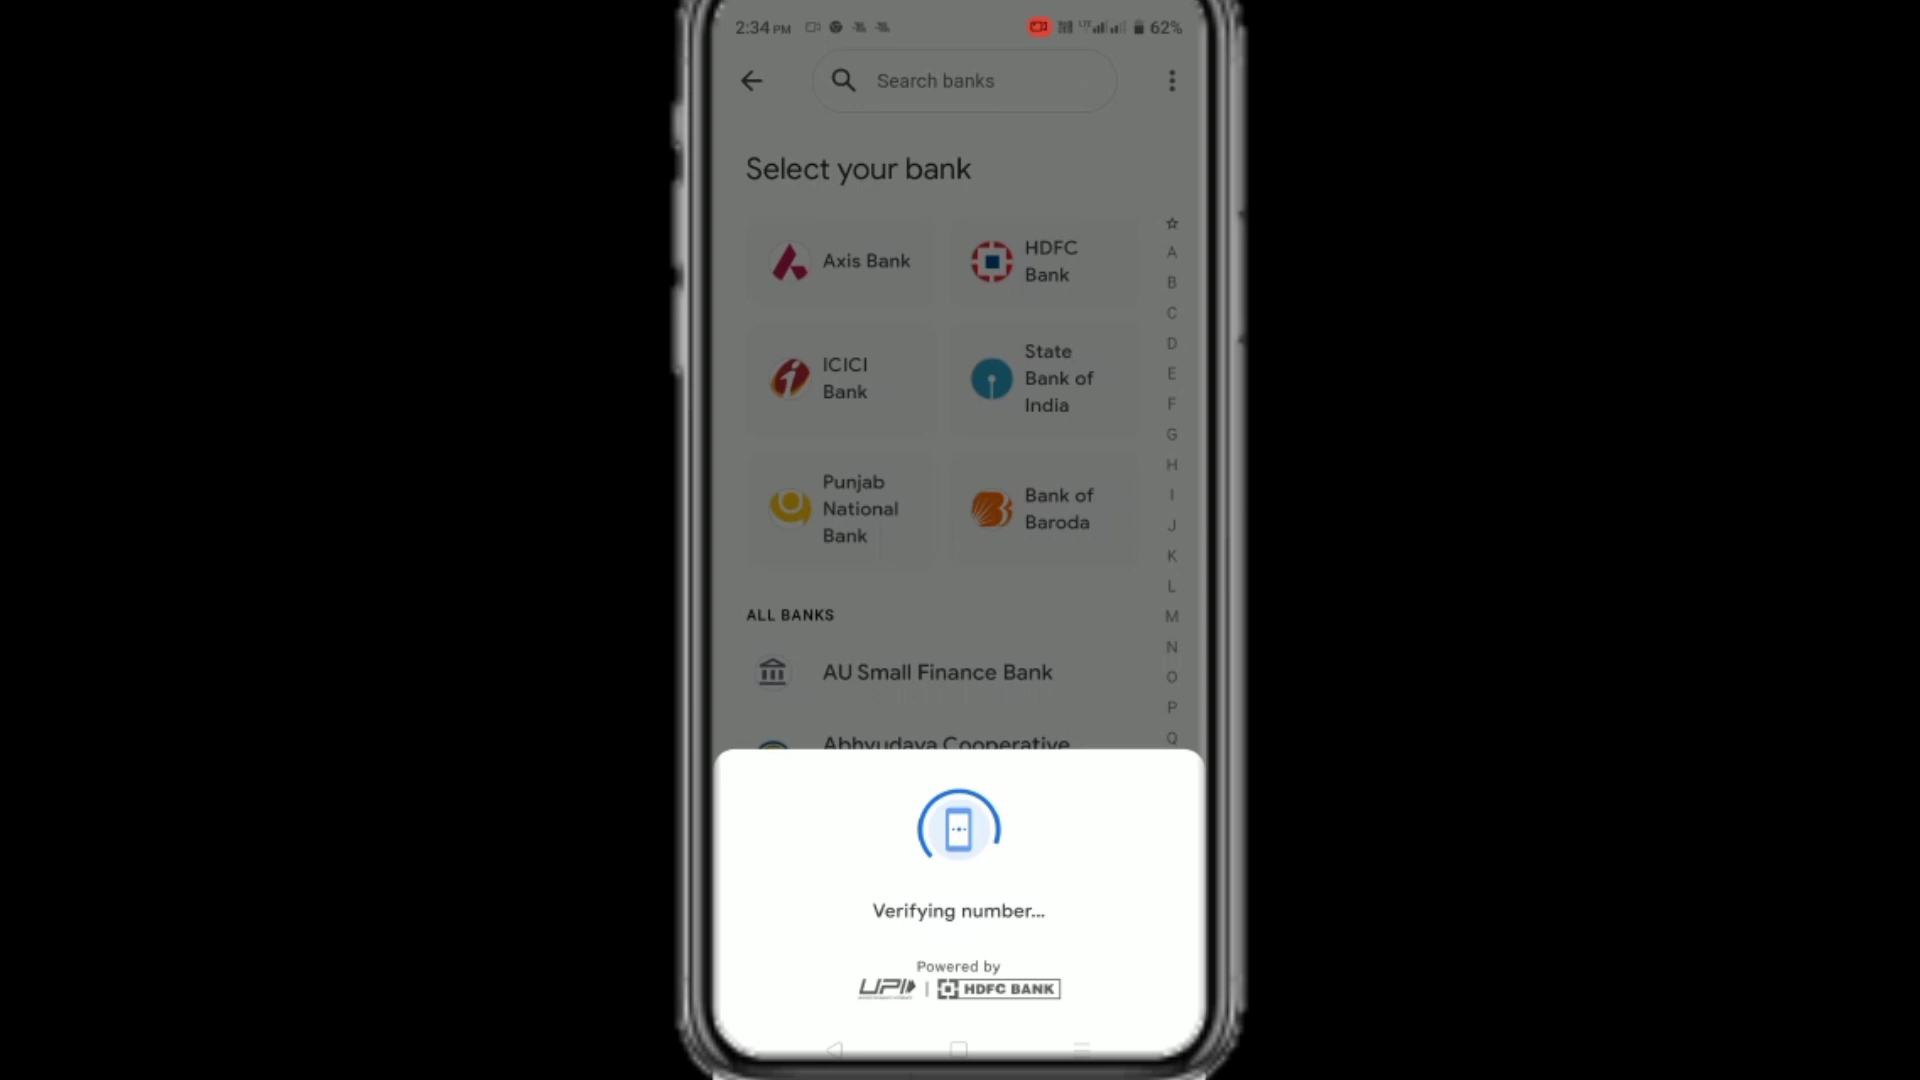 2:34 PM 62%
Search banks
Select your bank
Axis Bank
HDFC
Bank
ICICI
Bank
State
Bank of
India
Punjab
National
Bank
Bank of
Baroda
A
B
C
D
E
F
G
H
I
J
K
L
M
N
O
P
Q
ALL BANKS
AU Small Finance Bank
Abhyudaya Cooperative
Verifying number...
Powered by
UPI | HDFC BANK